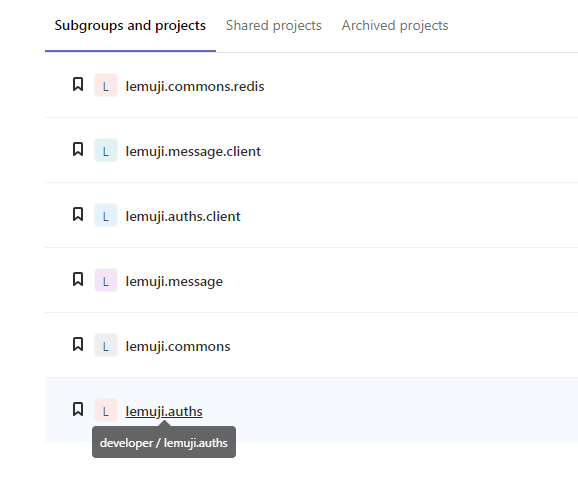 Subgroups and projects Shared projects Archived projects
L lemuji.commons.redis
L lemuji.message.client
L lemuji.auths.client
L lemuji.message
L lemuji.commons
L lemuji.auths
developer / lemuji.auths